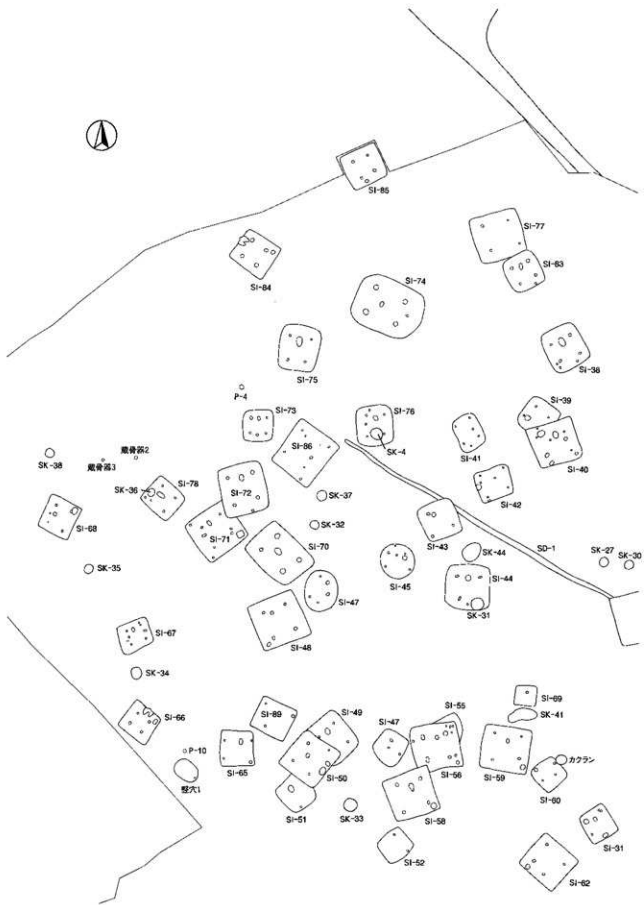 SI-85
SI-77
SI-63
SI-84
SI-74
SI-38
SI-75
P-4
SI-39
SI-73
SI-76
SI-86
SK-4
SI-41
SI-40
蔵骨器2
蔵骨器3
SK-38
SK-36
SI-78
SI-72
SK-37
SI-42
SI-68
SI-71
SK-32
SI-43
SD-1
SK-44
SK-27
SK-30
SI-70
SI-45
SI-44
SK-35
SI-47
SK-31
SI-48
SI-67
SK-34
SI-69
SK-41
SI-66
SI-89
SI-49
SI-47
SI-55
P-10
竪穴1
SI-65
SI-50
SI-56
SI-59
カクラン
SI-60
SI-51
SK-33
SI-58
SI-31
SI-52
SI-62